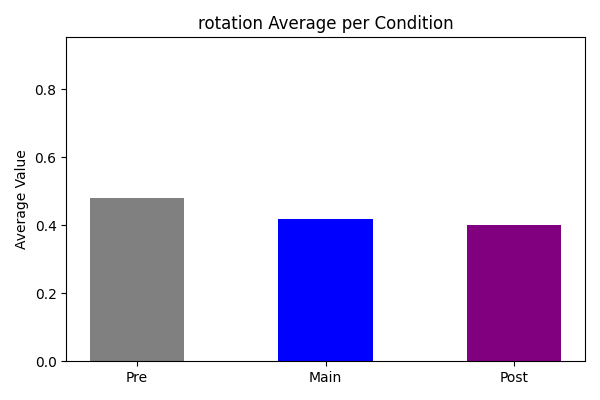 rotation Average per Condition
Average Value
0.8
0.6
0.4
0.2
0.0
Pre
Main
Post